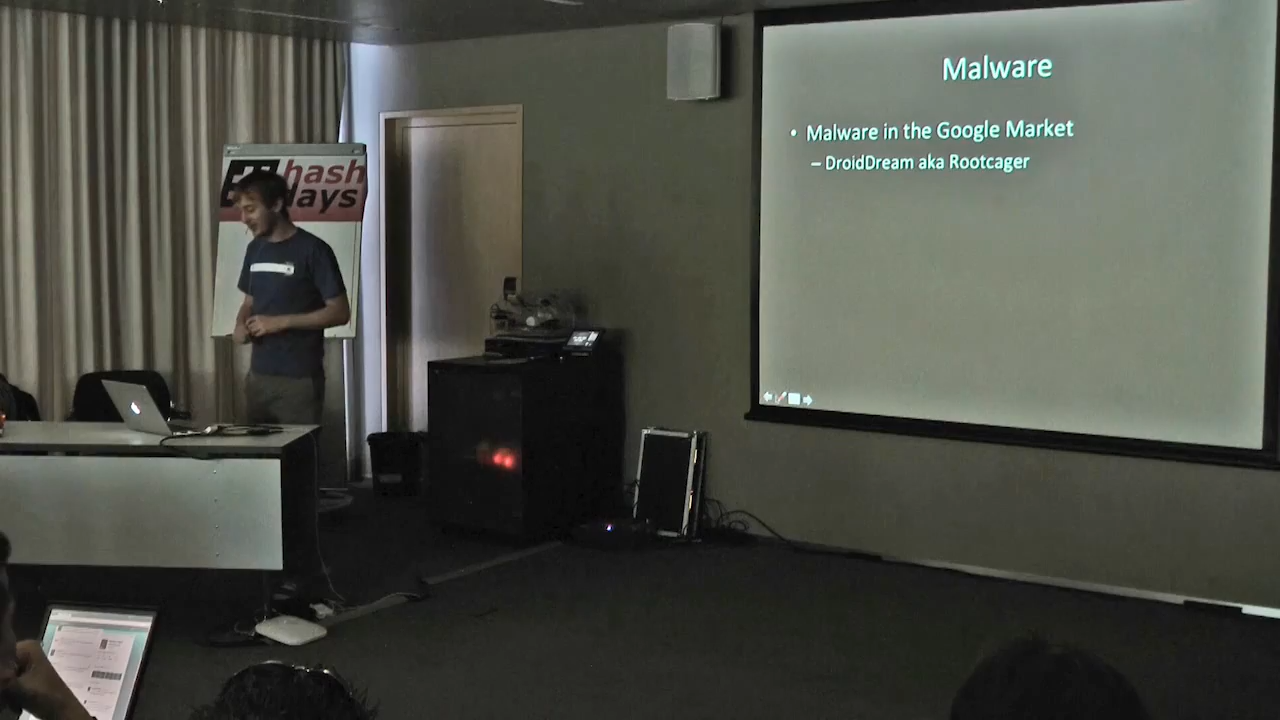 hash
days
Malware
• Malware in the Google Market
– DroidDream aka Rootcager